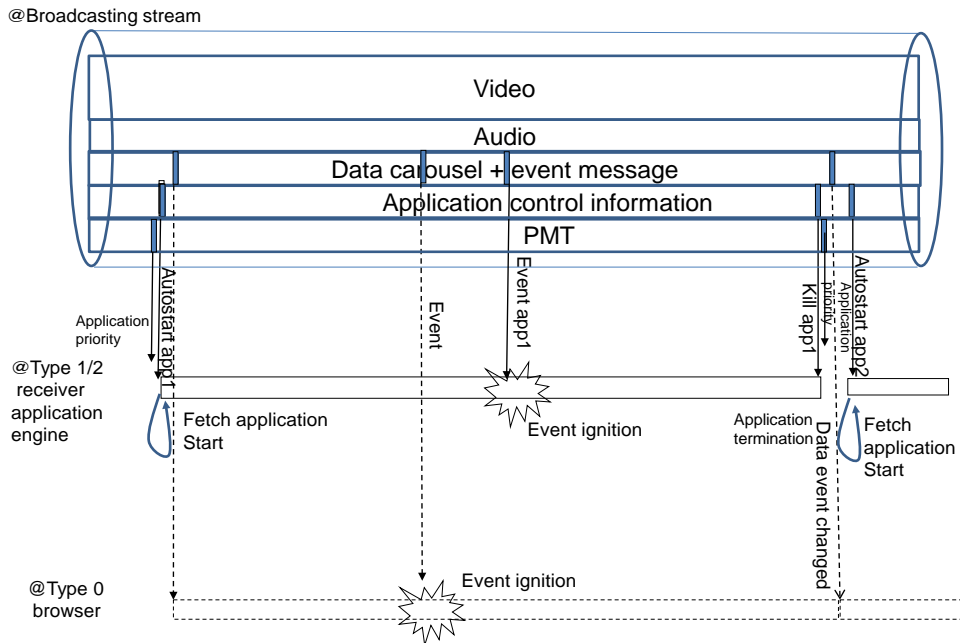 @Broadcasting stream
Video
Audio
Data carousel + event message
Application control information
PMT
Application
priority
Autostart app1
Event
Event app1
Kill app1
Application
priority
Autostart app2
@Type 1/2
receiver
application
engine
Fetch application
Start
Event ignition
Application
termination
Data event changed
Fetch
application
Start
@Type 0
browser
Event ignition